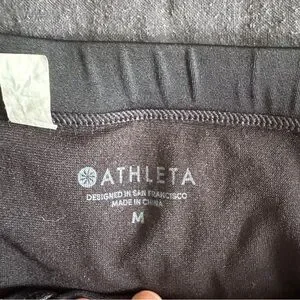 ATHLETA
DESIGNED IN SAN FRANCISCO
MADE IN CHINA
M